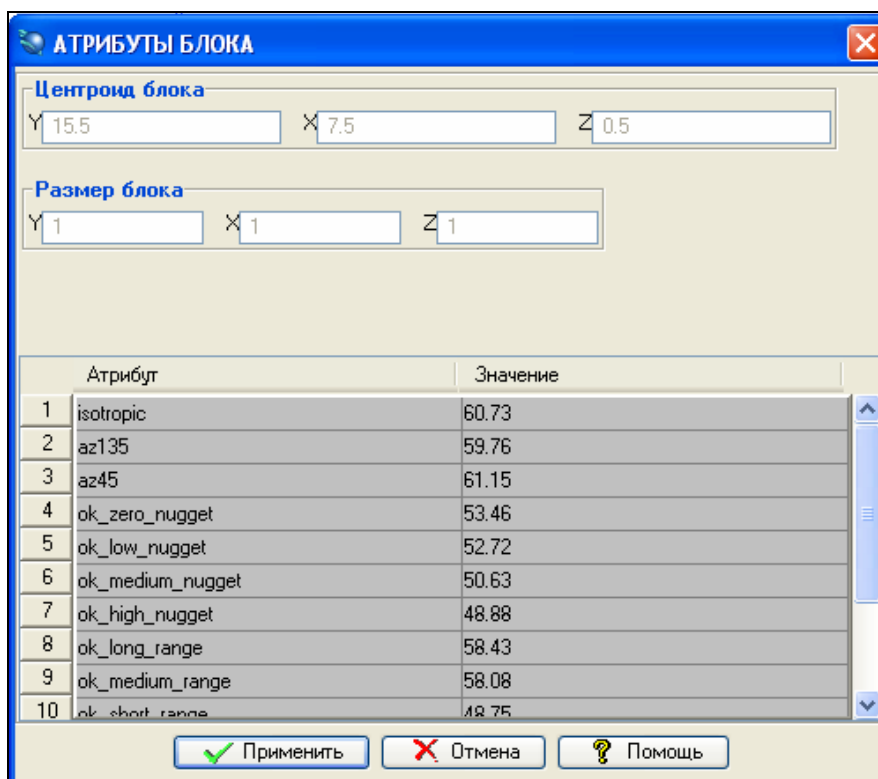 АТРИБУТЫ БЛОКА
Центроид блока
Y 15.5 X 7.5 Z 0.5
Размер блока
Y 1 X 1 Z 1
Атрибут Значение
1 isotropic 60.73
2 az135 59.76
3 az45 61.15
4 ok_zero_nugget 53.46
5 ok_low_nugget 52.72
6 ok_medium_nugget 50.63
7 ok_high_nugget 48.88
8 ok_long_range 58.43
9 ok_medium_range 58.08
10 ok_short_range 48.75
Применить Отмена Помощь